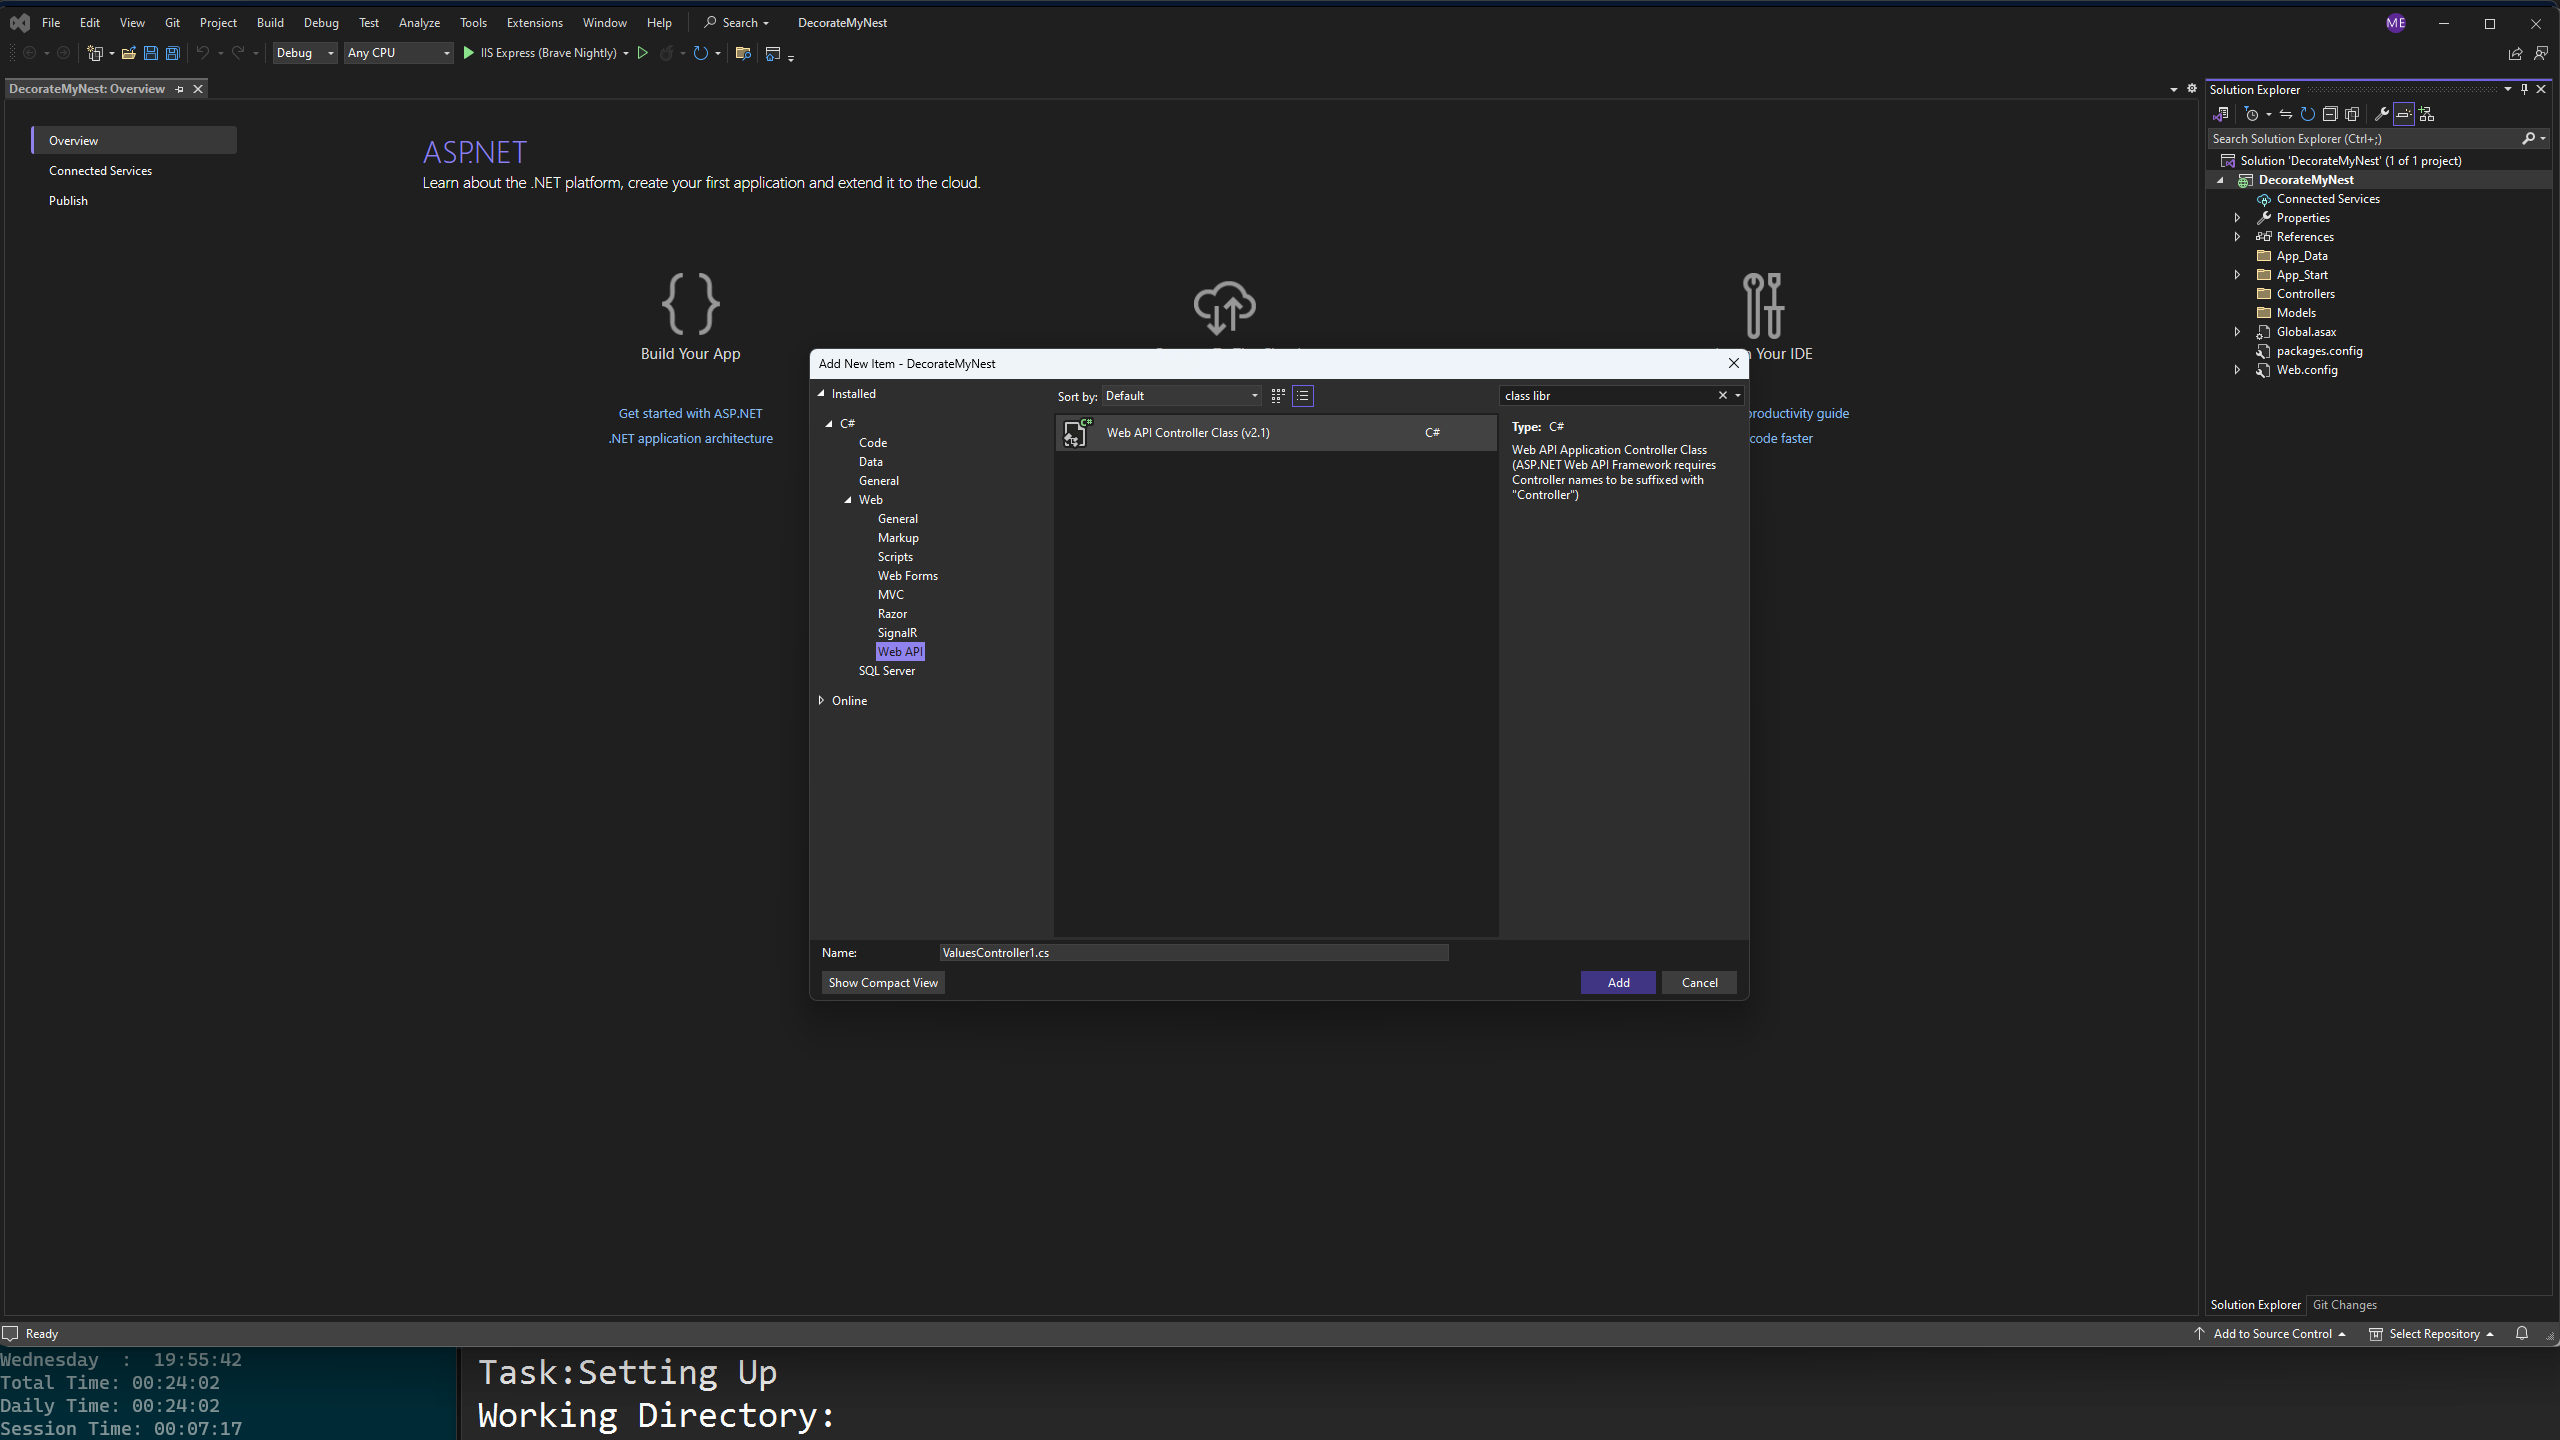 File Edit View Git Project Build Debug Test Analyze Tools Extensions Window Help Search DecorateMyNest ME
Debug Any CPU IIS Express (Brave Nightly)
DecorateMyNest: Overview
Overview
Connected Services
Publish
ASP.NET
Learn about the .NET platform, create your first application and extend it to the cloud.
Build Your App
Your IDE
Get started with ASP.NET
.NET application architecture
productivity guide
code faster
Add New Item - DecorateMyNest
Installed
C#
Code
Data
General
Web
General
Markup
Scripts
Web Forms
MVC
Razor
SignalR
Web API
SQL Server
Online
Sort by: Default
Web API Controller Class (v2.1) C#
class libr
Type: C#
Web API Application Controller Class
(ASP.NET Web API Framework requires
Controller names to be suffixed with
"Controller")
Name: ValuesController1.cs
Show Compact View Add Cancel
Solution Explorer
Search Solution Explorer (Ctrl+;)
Solution 'DecorateMyNest' (1 of 1 project)
DecorateMyNest
Connected Services
Properties
References
App_Data
App_Start
Controllers
Models
Global.asax
packages.config
Web.config
Solution Explorer Git Changes
Ready Add to Source Control Select Repository
Wednesday : 19:55:42
Total Time: 00:24:02
Daily Time: 00:24:02
Session Time: 00:07:17
Task:Setting Up
Working Directory: